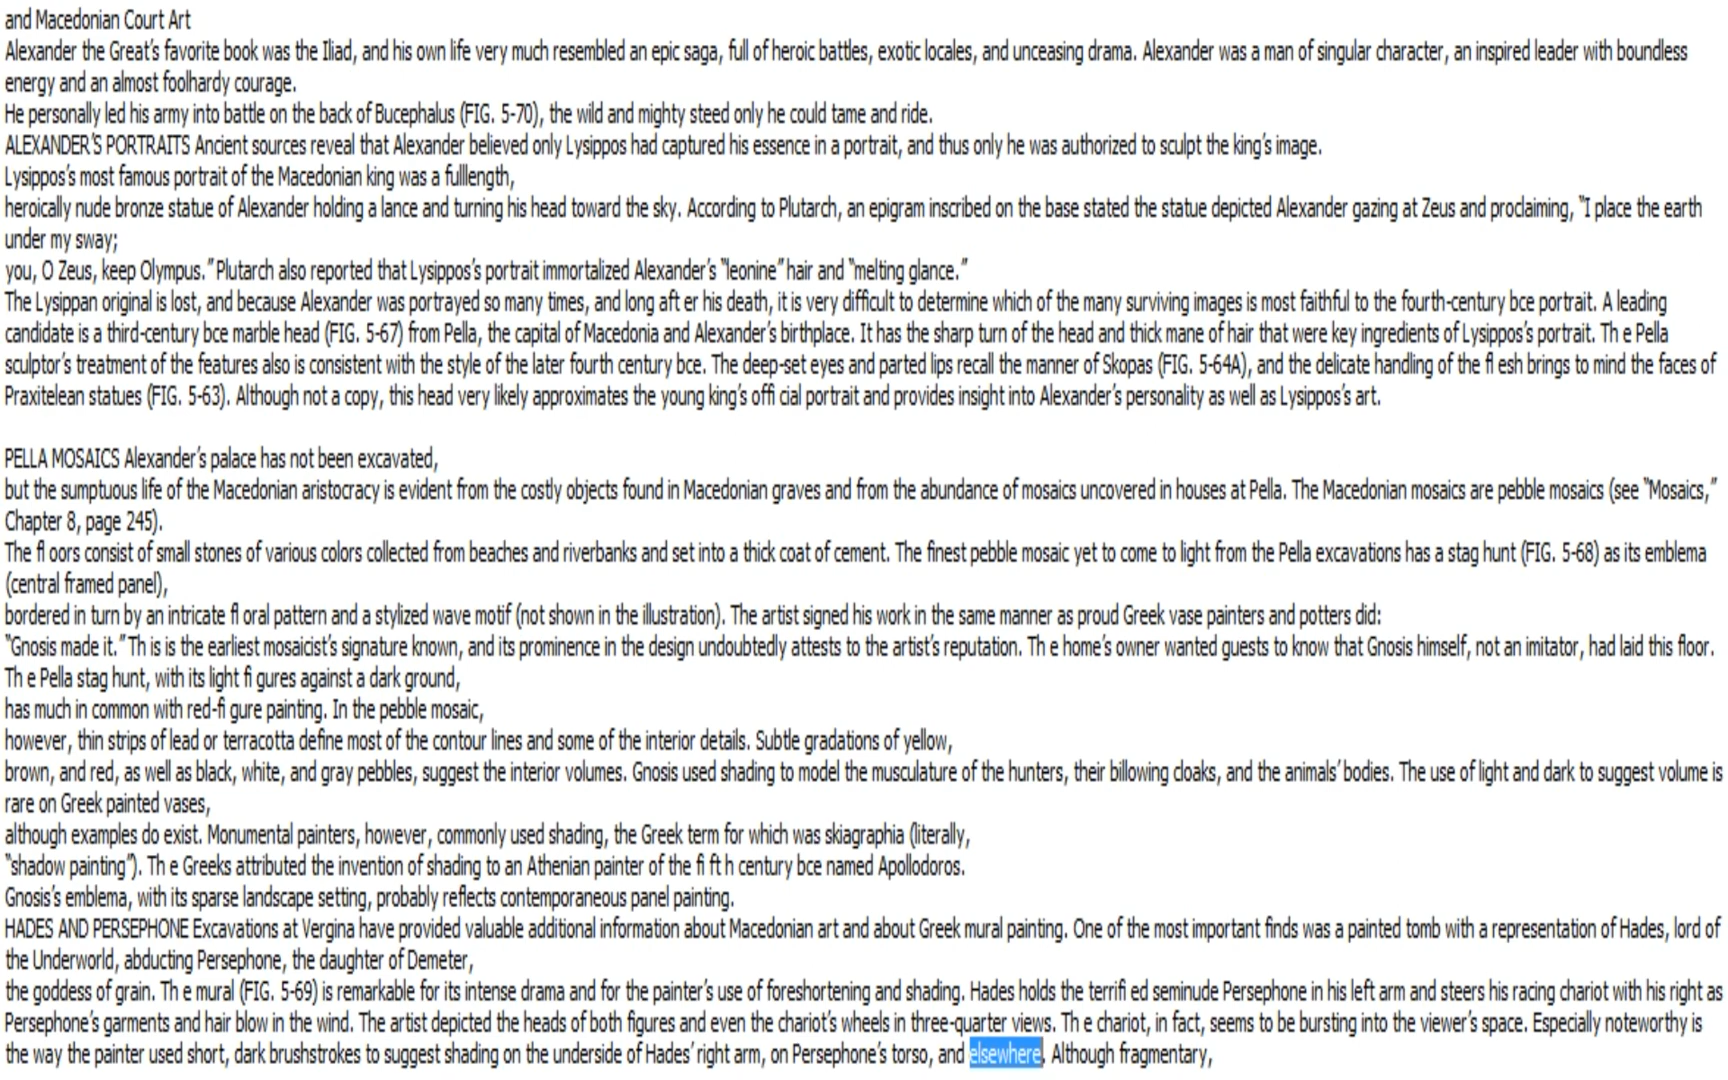 and Macedonian Court Art
Alexander the Great’s favorite book was the Iliad, and his own life very much resembled an epic saga, full of heroic battles, exotic locales, and unceasing drama. Alexander was a man of singular character, an inspired leader with boundless
energy and an almost foolhardy courage.
He personally led his army into battle on the back of Bucephalus (FIG. 5-70), the wild and mighty steed only he could tame and ride.
ALEXANDER’S PORTRAITS Ancient sources reveal that Alexander believed only Lysippos had captured his essence in a portrait, and thus only he was authorized to sculpt the king’s image.
Lysippos’s most famous portrait of the Macedonian king was a fulllength,
heroically nude bronze statue of Alexander holding a lance and turning his head toward the sky. According to Plutarch, an epigram inscribed on the base stated the statue depicted Alexander gazing at Zeus and proclaiming, “I place the earth
under my sway;
you, O Zeus, keep Olympus.” Plutarch also reported that Lysippos’s portrait immortalized Alexander’s “leonine” hair and “melting glance.”
The Lysippan original is lost, and because Alexander was portrayed so many times, and long aft er his death, it is very difficult to determine which of the many surviving images is most faithful to the fourth-century bce portrait. A leading
candidate is a third-century bce marble head (FIG. 5-67) from Pella, the capital of Macedonia and Alexander’s birthplace. It has the sharp turn of the head and thick mane of hair that were key ingredients of Lysippos’s portrait. Th e Pella
sculptor’s treatment of the features also is consistent with the style of the later fourth century bce. The deep-set eyes and parted lips recall the manner of Skopas (FIG. 5-64A), and the delicate handling of the fl esh brings to mind the faces of
Praxitelean statues (FIG. 5-63). Although not a copy, this head very likely approximates the young king’s offi cial portrait and provides insight into Alexander’s personality as well as Lysippos’s art.
PELLA MOSAICS Alexander’s palace has not been excavated,
but the sumptuous life of the Macedonian aristocracy is evident from the costly objects found in Macedonian graves and from the abundance of mosaics uncovered in houses at Pella. The Macedonian mosaics are pebble mosaics (see “Mosaics,”
Chapter 8, page 245).
The fl oors consist of small stones of various colors collected from beaches and riverbanks and set into a thick coat of cement. The finest pebble mosaic yet to come to light from the Pella excavations has a stag hunt (FIG. 5-68) as its emblema
(central framed panel),
bordered in turn by an intricate fl oral pattern and a stylized wave motif (not shown in the illustration). The artist signed his work in the same manner as proud Greek vase painters and potters did:
“Gnosis made it.” Th is is the earliest mosaicist’s signature known, and its prominence in the design undoubtedly attests to the artist’s reputation. Th e home’s owner wanted guests to know that Gnosis himself, not an imitator, had laid this floor.
Th e Pella stag hunt, with its light fi gures against a dark ground,
has much in common with red-fi gure painting. In the pebble mosaic,
however, thin strips of lead or terracotta define most of the contour lines and some of the interior details. Subtle gradations of yellow,
brown, and red, as well as black, white, and gray pebbles, suggest the interior volumes. Gnosis used shading to model the musculature of the hunters, their billowing cloaks, and the animals’ bodies. The use of light and dark to suggest volume is
rare on Greek painted vases,
although examples do exist. Monumental painters, however, commonly used shading, the Greek term for which was skiagraphia (literally,
“shadow painting”). Th e Greeks attributed the invention of shading to an Athenian painter of the fi ft h century bce named Apollodoros.
Gnosis’s emblema, with its sparse landscape setting, probably reflects contemporaneous panel painting.
HADES AND PERSEPHONE Excavations at Vergina have provided valuable additional information about Macedonian art and about Greek mural painting. One of the most important finds was a painted tomb with a representation of Hades, lord of
the Underworld, abducting Persephone, the daughter of Demeter,
the goddess of grain. Th e mural (FIG. 5-69) is remarkable for its intense drama and for the painter’s use of foreshortening and shading. Hades holds the terrifi ed seminude Persephone in his left arm and steers his racing chariot with his right as
Persephone’s garments and hair blow in the wind. The artist depicted the heads of both figures and even the chariot’s wheels in three-quarter views. Th e chariot, in fact, seems to be bursting into the viewer’s space. Especially noteworthy is
the way the painter used short, dark brushstrokes to suggest shading on the underside of Hades’ right arm, on Persephone’s torso, and elsewhere. Although fragmentary,